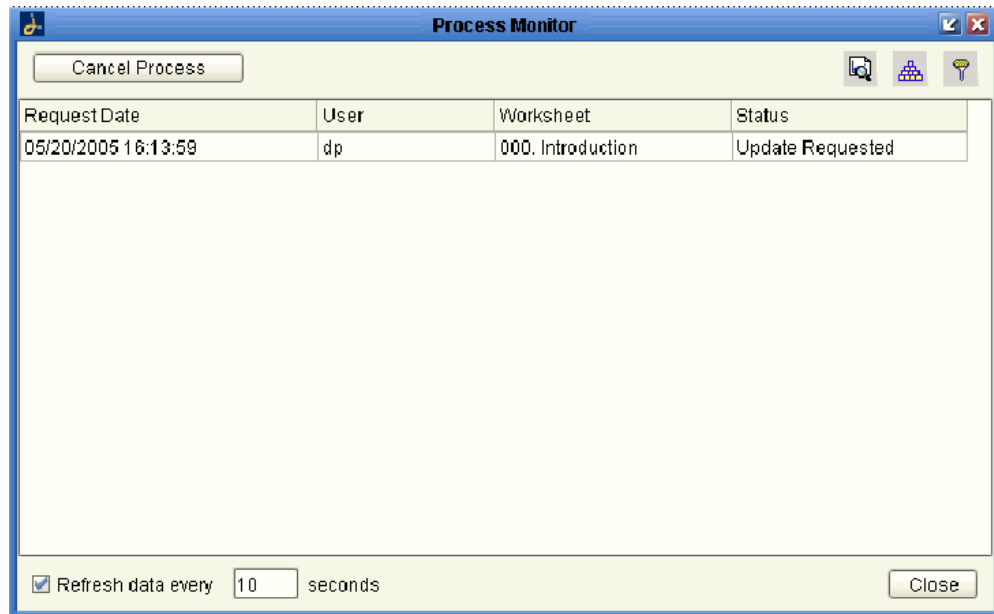 Process Monitor
Cancel Process
Request Date User Worksheet Status
05/20/2005 16:13:59 dp 000. Introduction Update Requested
Refresh data every 10 seconds Close